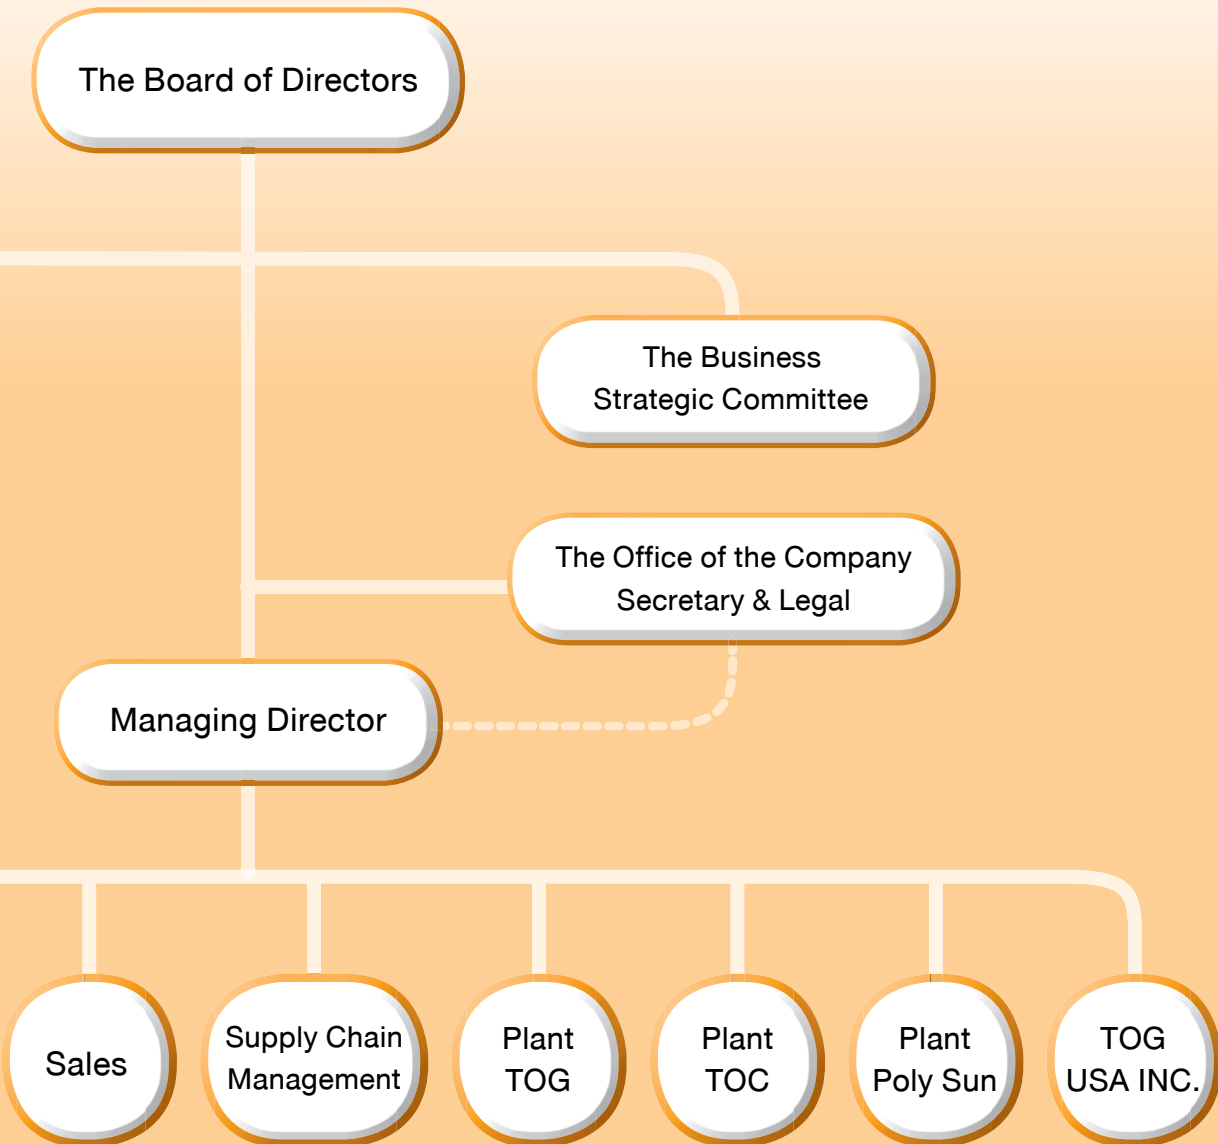 The Board of Directors
The Business
Strategic Committee
The Office of the Company
Secretary & Legal
Managing Director
Sales
Supply Chain
Management
Plant
TOG
Plant
TOC
Plant
Poly Sun
TOG
USA INC.